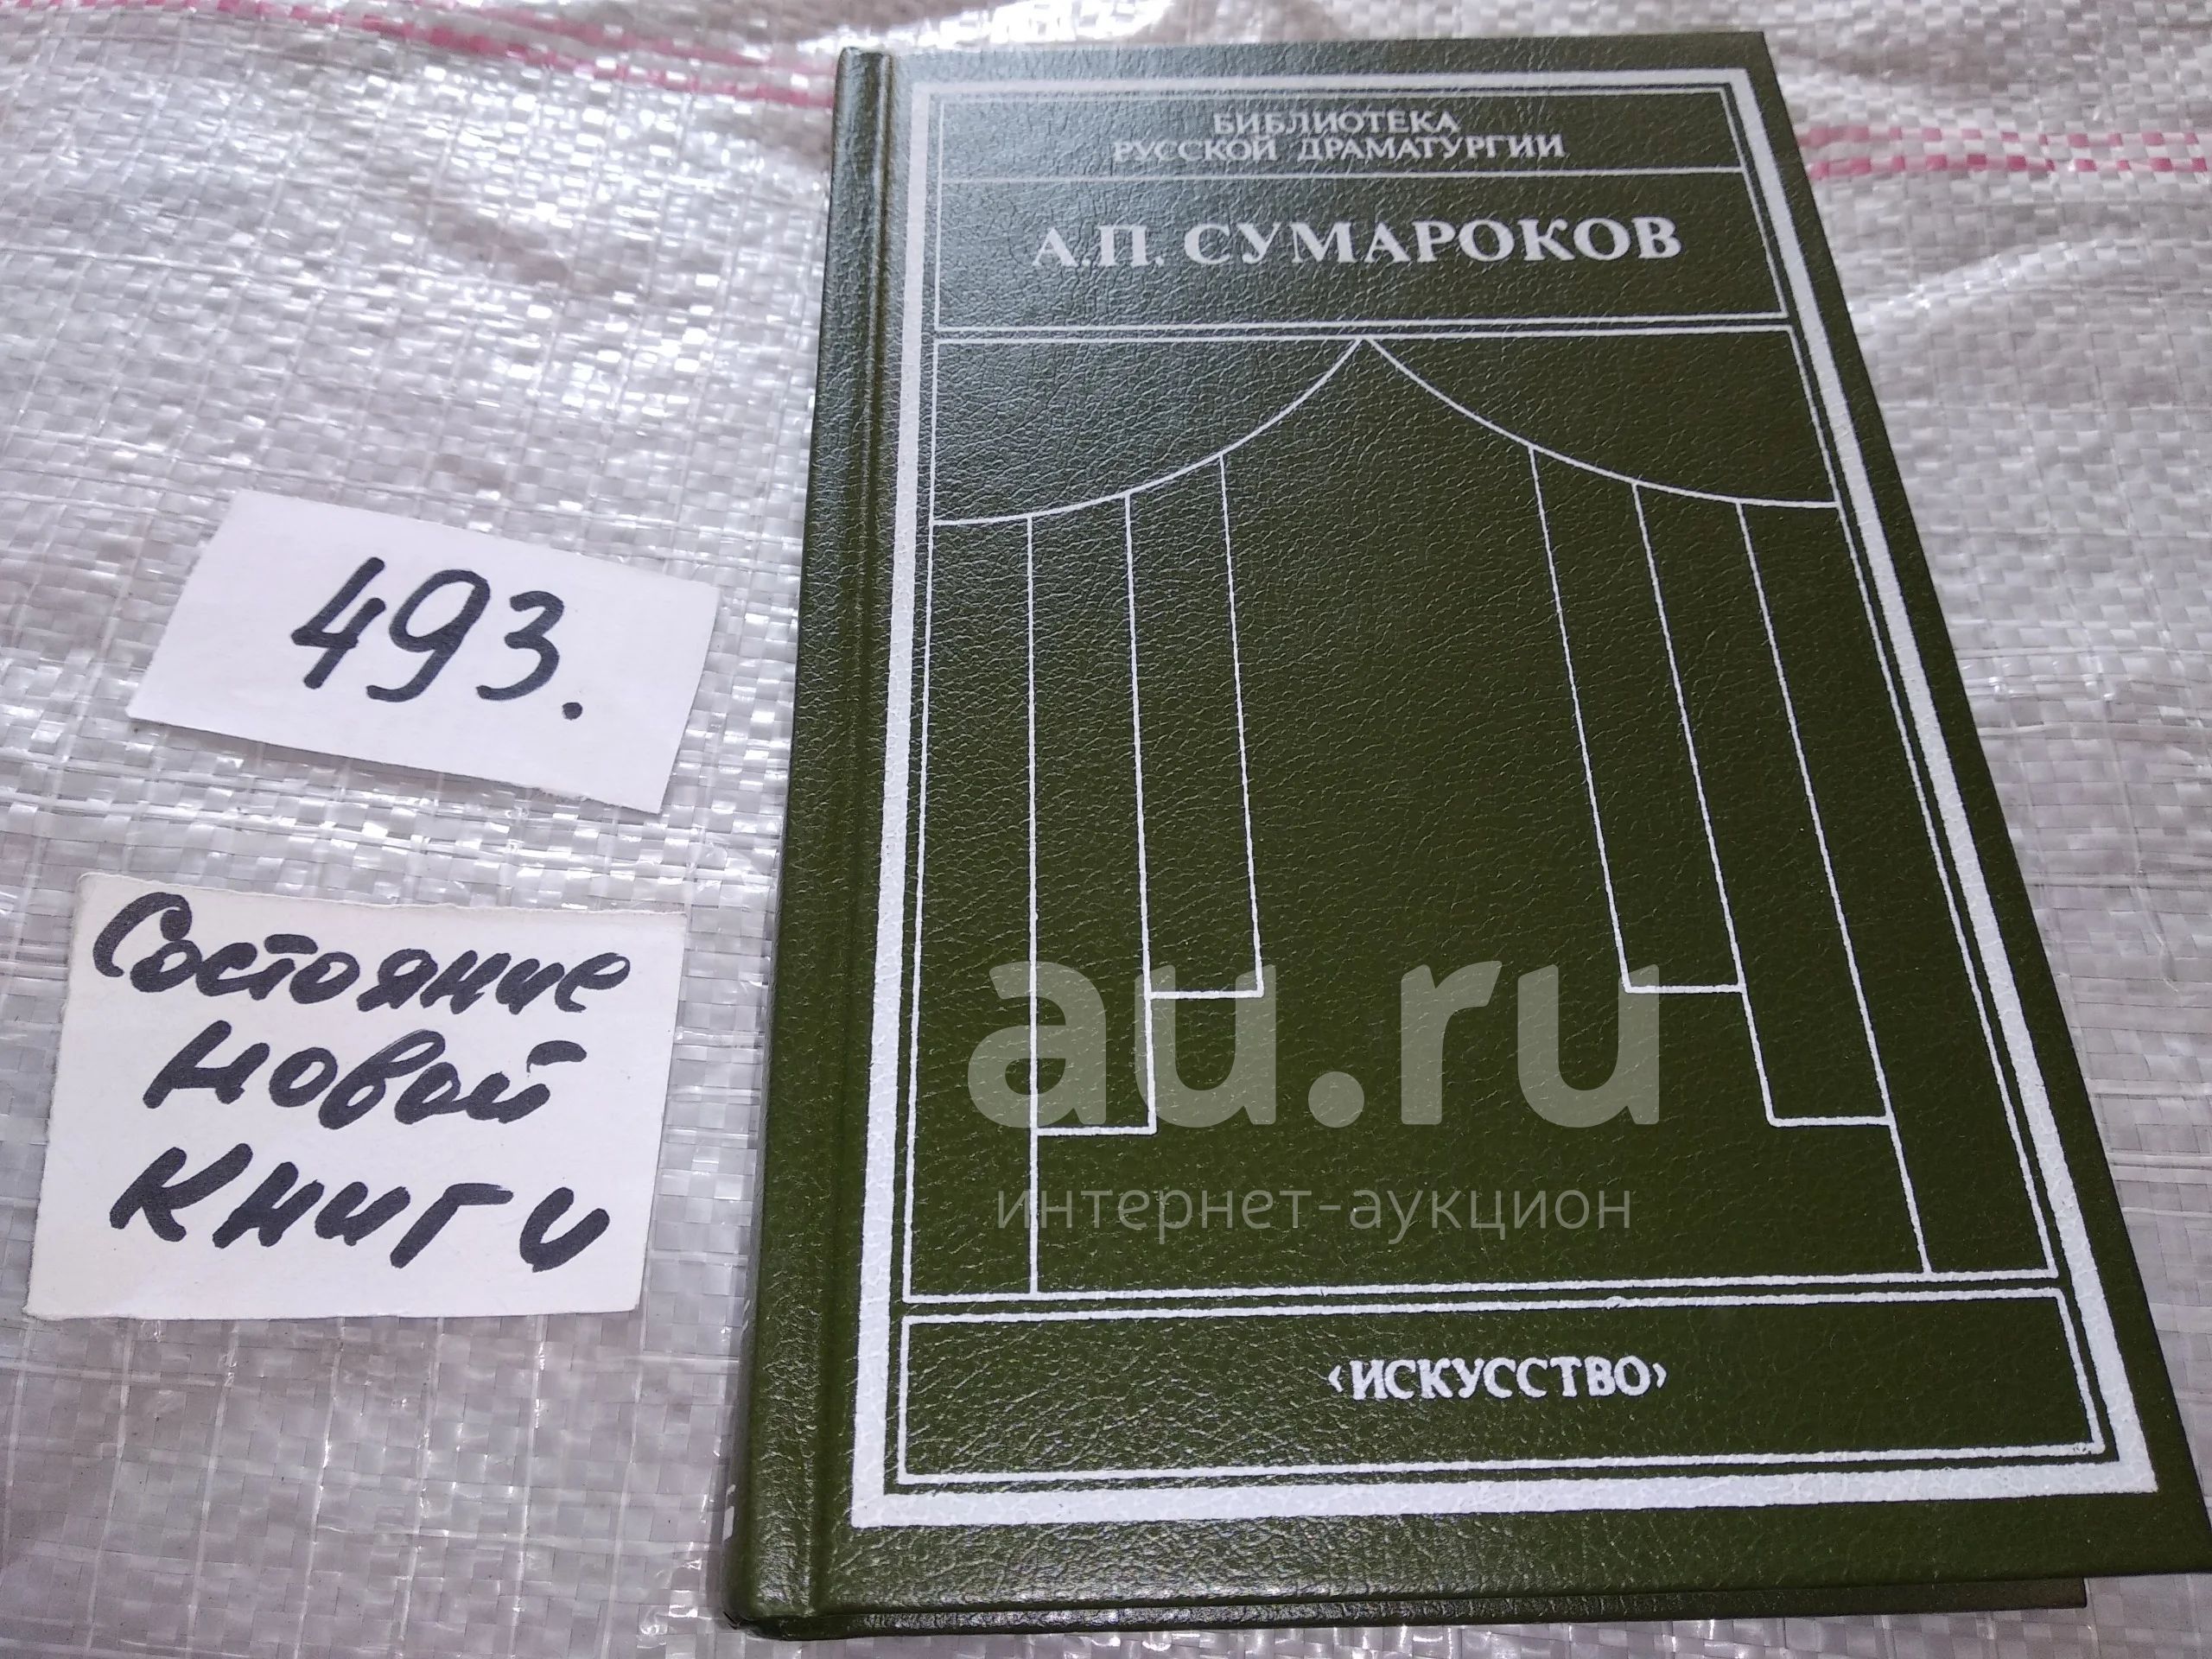 БИБЛИОТЕКА
РУССКОЙ ДРАМАТУРГИИ
А.П. СУМАРОКОВ
493.
Состояние
новой
книги
au.ru
интернет-аукцион
‹ИСКУССТВО›